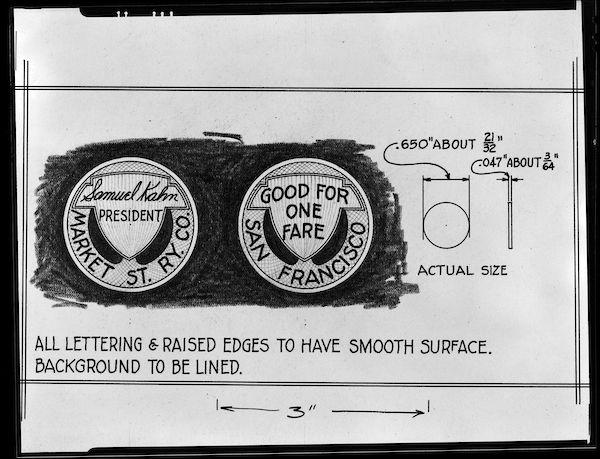 Samuel Kahn
PRESIDENT
MARKET ST. RY. CO.
GOOD FOR
ONE
FARE
SAN FRANCISCO
.650" ABOUT 21/32"
.047" ABOUT 3/64"
ACTUAL SIZE
ALL LETTERING & RAISED EDGES TO HAVE SMOOTH SURFACE.
BACKGROUND TO BE LINED.
3"